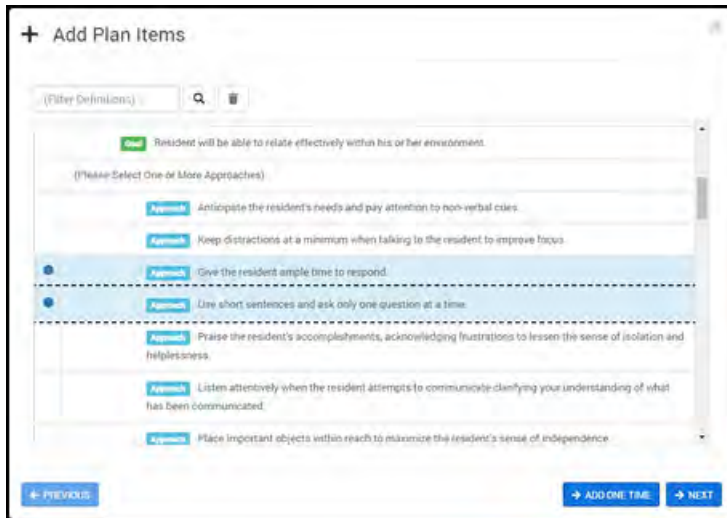 Add Plan Items
(Filter Definitions)
Goal Resident will be able to relate effectively within his or her environment.
(Please Select One or More Approaches)
Approach Anticipate the resident's needs and pay attention to non-verbal cues.
Approach Keep distractions at a minimum when talking to the resident to improve focus.
Approach Give the resident ample time to respond.
Approach Use short sentences and ask only one question at a time.
Approach Praise the resident's accomplishments, acknowledging frustrations to lessen the sense of isolation and
helplessness.
Approach Listen attentively when the resident attempts to communicate clarifying your understanding of what
has been communicated.
Approach Place important objects within reach to maximize the resident's sense of independence.
← PREVIOUS
→ ADD ONE TIME → NEXT